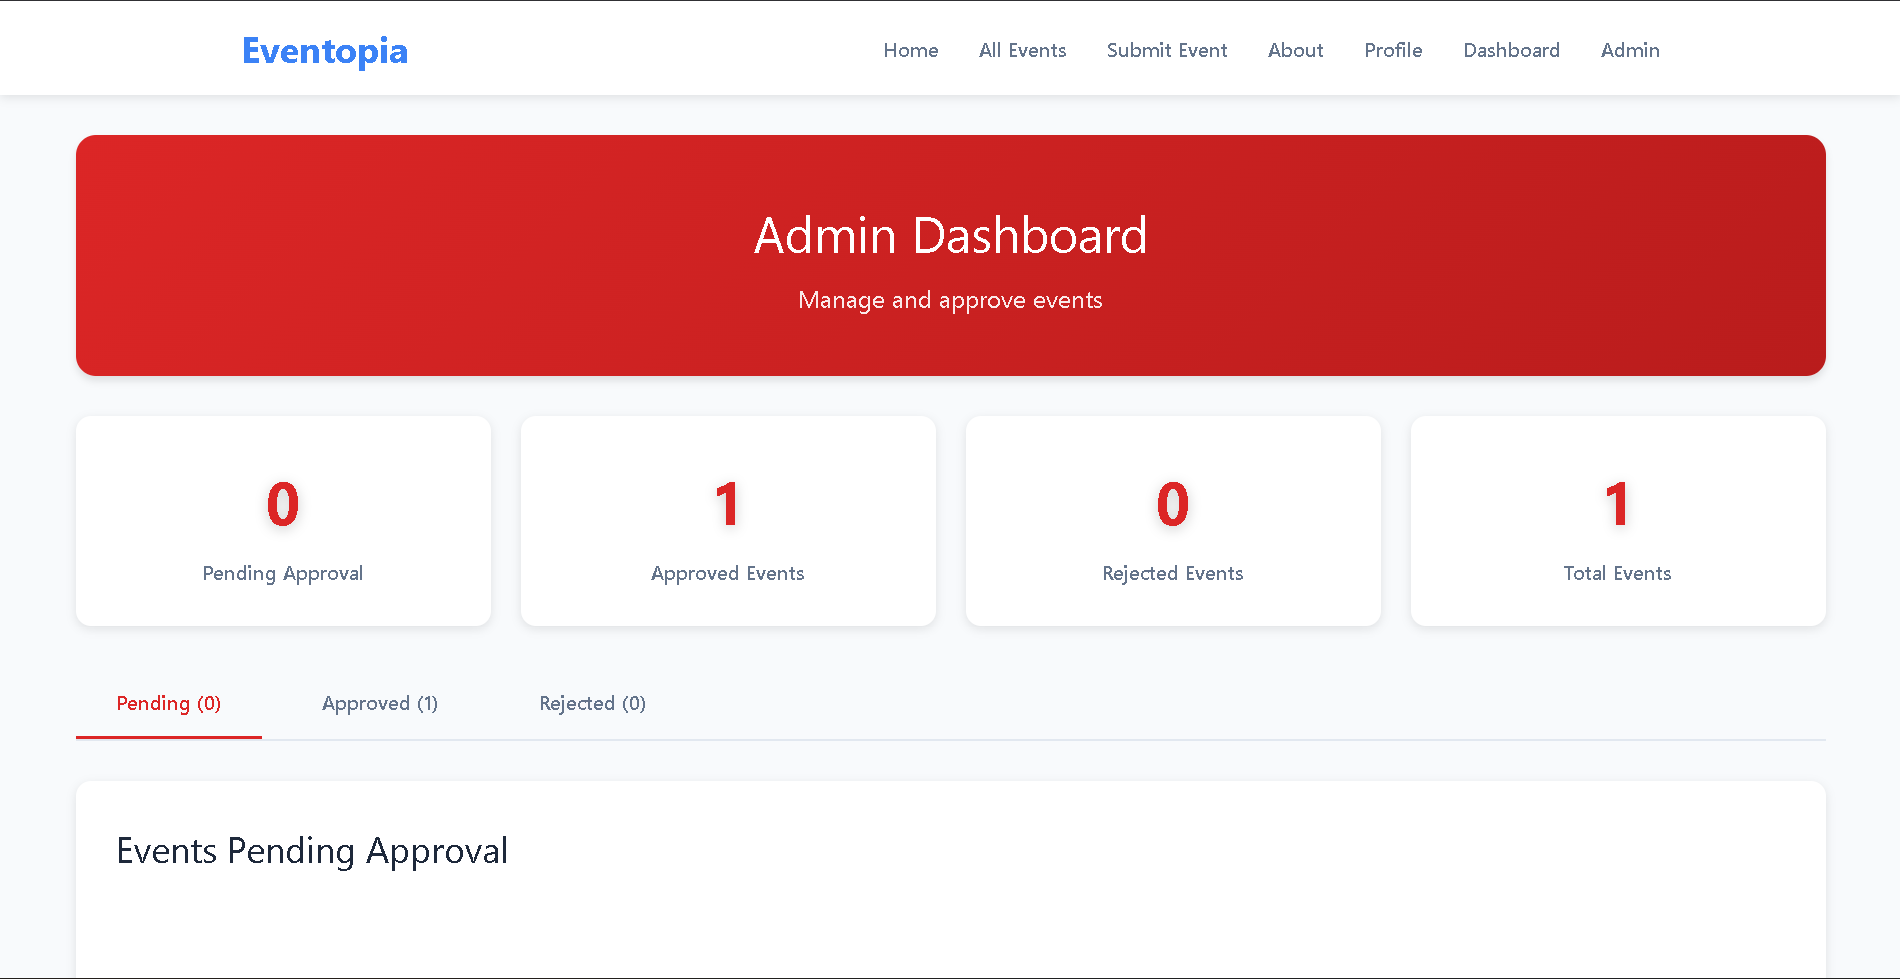 Eventopia
Home All Events Submit Event About Profile Dashboard Admin
Admin Dashboard
Manage and approve events
0
Pending Approval
1
Approved Events
0
Rejected Events
1
Total Events
Pending (0) Approved (1) Rejected (0)
Events Pending Approval